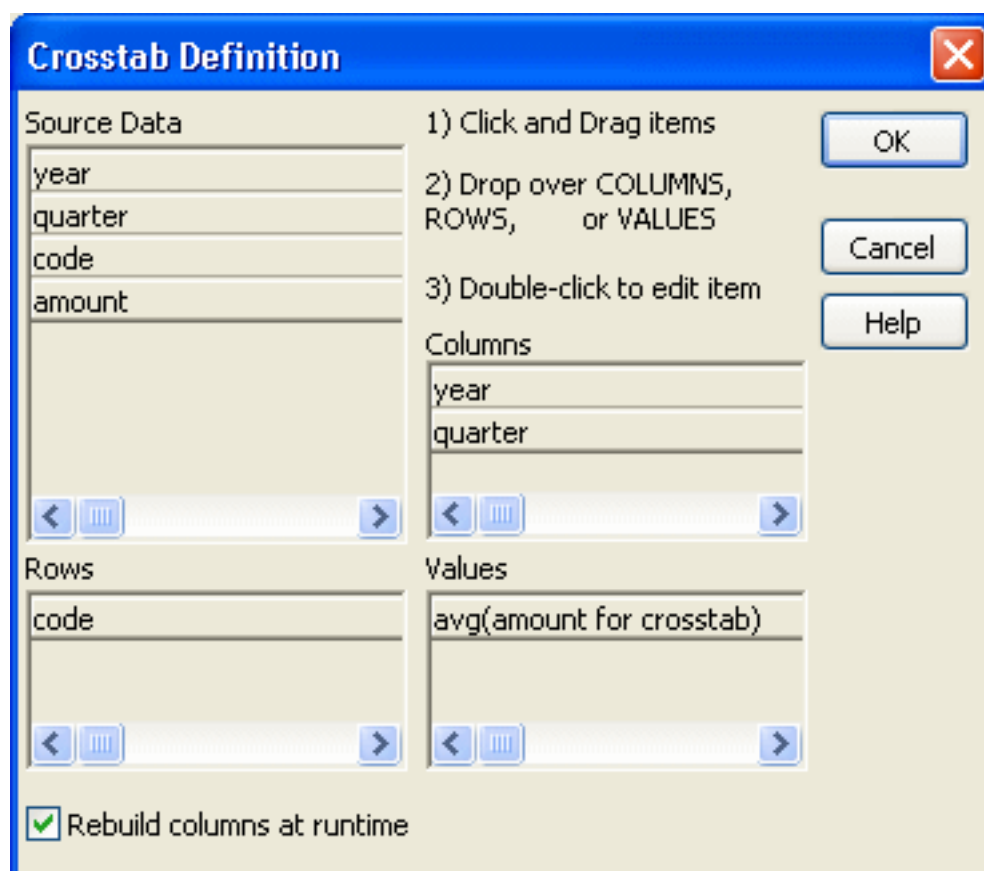 Crosstab Definition
Source Data
year
quarter
code
amount
1) Click and Drag items
2) Drop over COLUMNS,
ROWS, or VALUES
3) Double-click to edit item
OK
Cancel
Help
Columns
year
quarter
Rows
code
Values
avg(amount for crosstab)
Rebuild columns at runtime